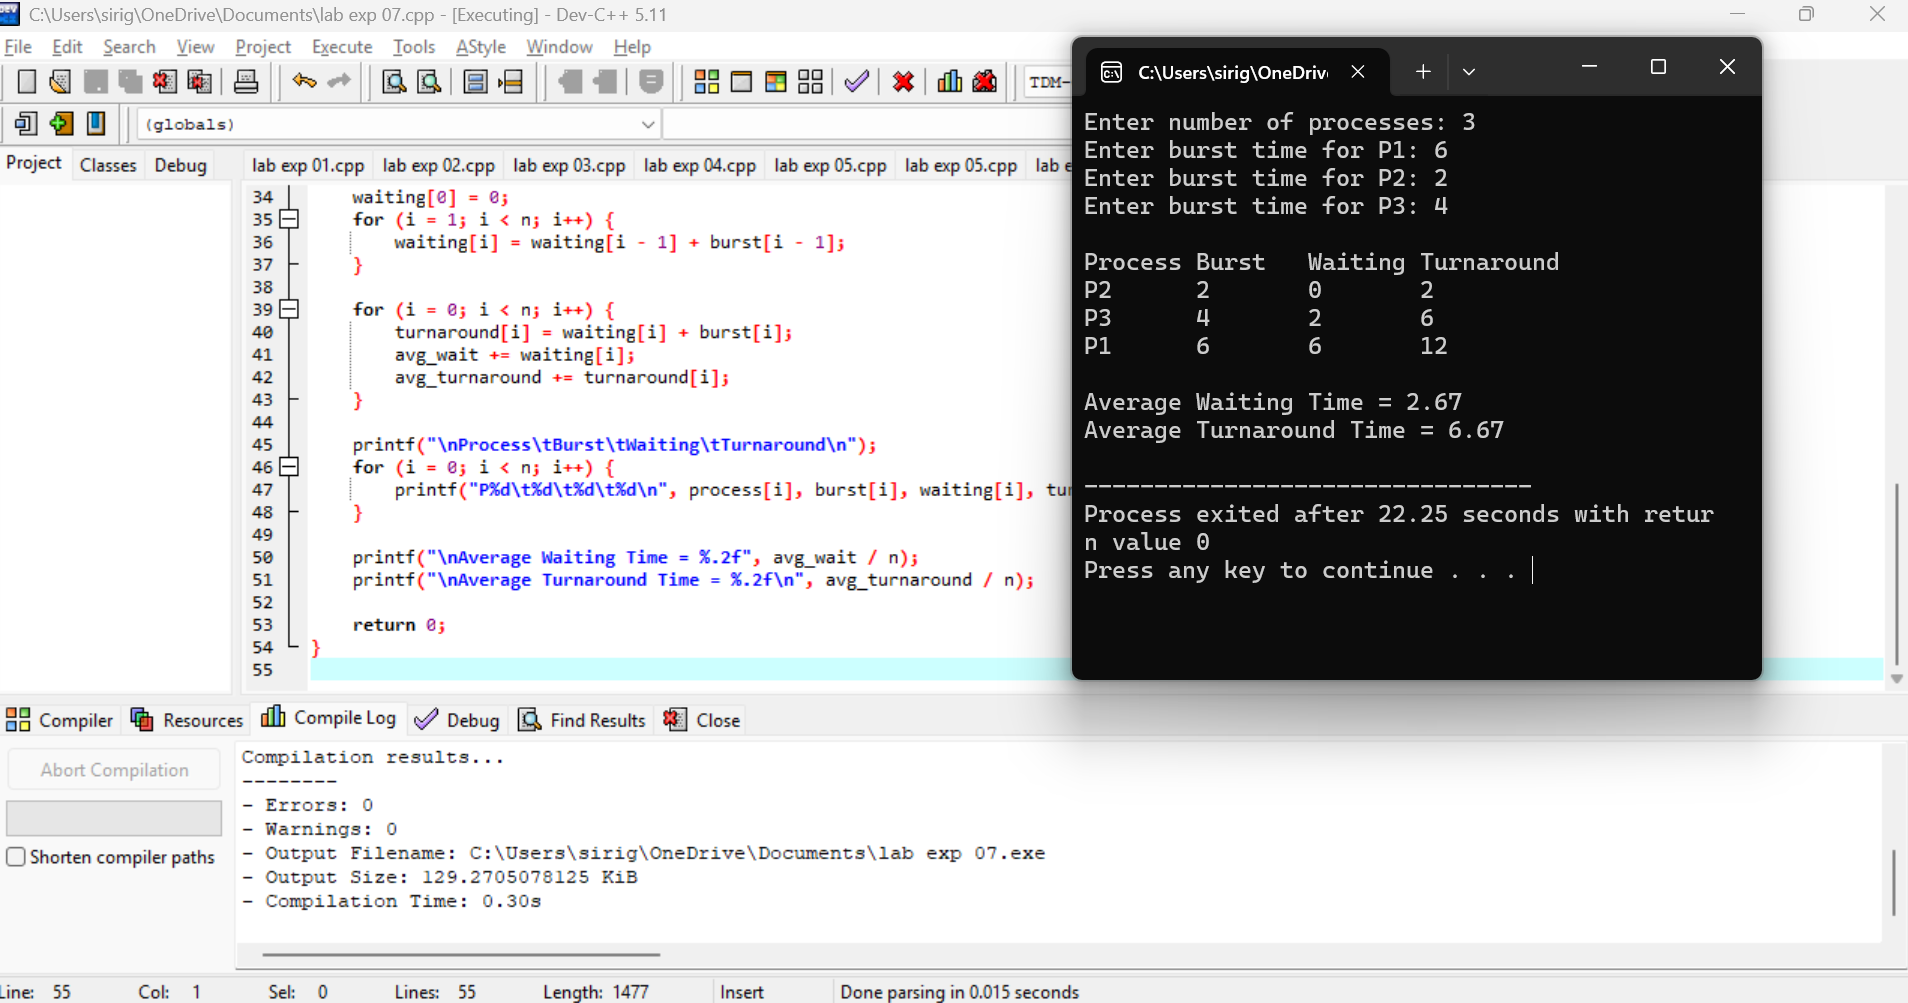 C:\Users\sirig\OneDrive\Documents\lab exp 07.cpp - [Executing] - Dev-C++ 5.11
File Edit Search View Project Execute Tools AStyle Window Help
TDM-
(globals)
Project Classes Debug
lab exp 01.cpp lab exp 02.cpp lab exp 03.cpp lab exp 04.cpp lab exp 05.cpp lab exp 05.cpp lab e
34 waiting[0] = 0;
35 for (i = 1; i < n; i++) {
36 waiting[i] = waiting[i - 1] + burst[i - 1];
37 }
38
39 for (i = 0; i < n; i++) {
40 turnaround[i] = waiting[i] + burst[i];
41 avg_wait += waiting[i];
42 avg_turnaround += turnaround[i];
43 }
44
45 printf("\nProcess\tBurst\tWaiting\tTurnaround\n");
46 for (i = 0; i < n; i++) {
47 printf("P%d\t%d\t%d\t%d\n", process[i], burst[i], waiting[i], tur
48 }
49
50 printf("\nAverage Waiting Time = %.2f", avg_wait / n);
51 printf("\nAverage Turnaround Time = %.2f\n", avg_turnaround / n);
52
53 return 0;
54 }
55
C:\Users\sirig\OneDriv
Enter number of processes: 3
Enter burst time for P1: 6
Enter burst time for P2: 2
Enter burst time for P3: 4
Process Burst Waiting Turnaround
P2 2 0 2
P3 4 2 6
P1 6 6 12
Average Waiting Time = 2.67
Average Turnaround Time = 6.67
--------------------------------
Process exited after 22.25 seconds with retur
n value 0
Press any key to continue . . .
Compiler Resources Compile Log Debug Find Results Close
Abort Compilation
Shorten compiler paths
Compilation results...
--------
- Errors: 0
- Warnings: 0
- Output Filename: C:\Users\sirig\OneDrive\Documents\lab exp 07.exe
- Output Size: 129.2705078125 KiB
- Compilation Time: 0.30s
Line: 55 Col: 1 Sel: 0 Lines: 55 Length: 1477 Insert Done parsing in 0.015 seconds